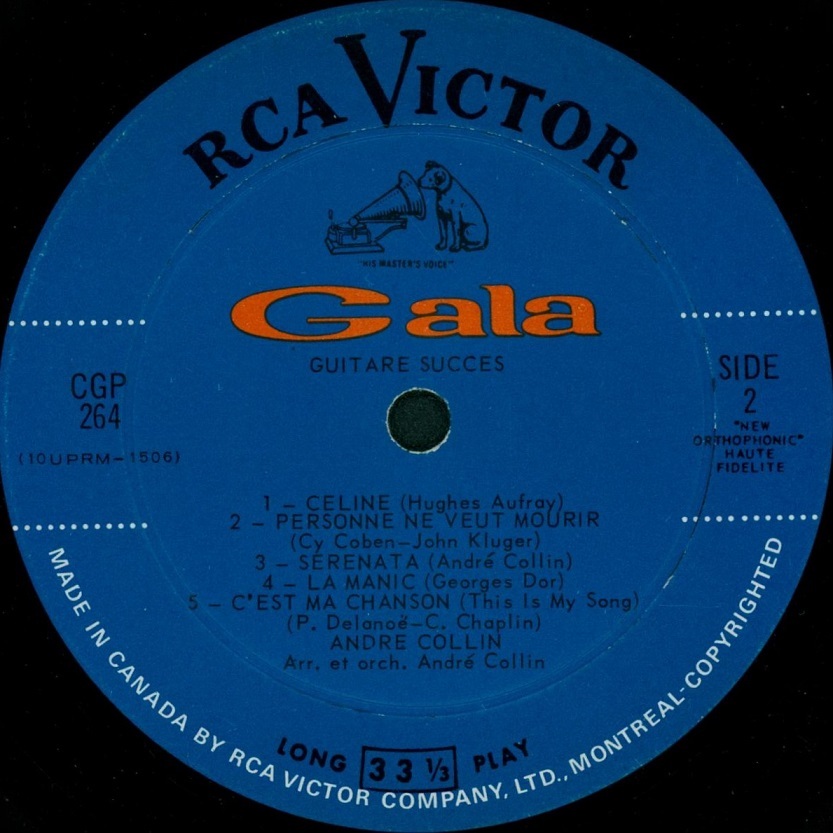 RCA VICTOR
"HIS MASTER'S VOICE"
Gala
GUITARE SUCCES
CGP
264
(10UPRM-1506)
SIDE
2
"NEW
ORTHOPHONIC"
HAUTE
FIDELITE
1 – CELINE (Hughes Aufray)
2 – PERSONNE NE VEUT MOURIR
(Cy Coben–John Kluger)
3 – SERENATA (André Collin)
4 – LA MANIC (Georges Dor)
5 – C'EST MA CHANSON (This Is My Song)
(P. Delanoë–C. Chaplin)
ANDRE COLLIN
Arr. et orch. André Collin
LONG 33 1/3 PLAY
MADE IN CANADA BY RCA VICTOR COMPANY, LTD., MONTREAL-COPYRIGHTED